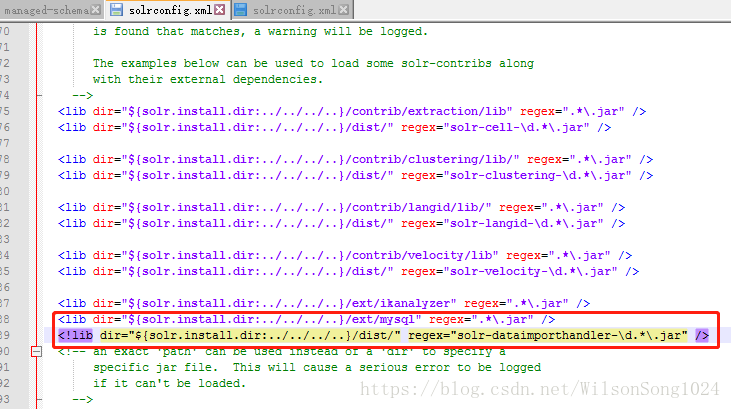 managed-schema solrconfig.xml solrconfig.xml
70 is found that matches, a warning will be logged.
71
72 The examples below can be used to load some solr-contribs along
73 with their external dependencies.
74 -->
75 <lib dir="${solr.install.dir:../../../..}/contrib/extraction/lib" regex=".*\.jar" />
76 <lib dir="${solr.install.dir:../../../..}/dist/" regex="solr-cell-\d.*\.jar" />
77
78 <lib dir="${solr.install.dir:../../../..}/contrib/clustering/lib/" regex=".*\.jar" />
79 <lib dir="${solr.install.dir:../../../..}/dist/" regex="solr-clustering-\d.*\.jar" />
80
81 <lib dir="${solr.install.dir:../../../..}/contrib/langid/lib/" regex=".*\.jar" />
82 <lib dir="${solr.install.dir:../../../..}/dist/" regex="solr-langid-\d.*\.jar" />
83
84 <lib dir="${solr.install.dir:../../../..}/contrib/velocity/lib" regex=".*\.jar" />
85 <lib dir="${solr.install.dir:../../../..}/dist/" regex="solr-velocity-\d.*\.jar" />
86
87 <lib dir="${solr.install.dir:../../../..}/ext/ikanalyzer" regex=".*\.jar" />
88 <lib dir="${solr.install.dir:../../../..}/ext/mysql" regex=".*\.jar" />
89 <!lib dir="${solr.install.dir:../../../..}/dist/" regex="solr-dataimporthandler-\d.*\.jar" />
90 <!-- an exact 'path' can be used instead of a 'dir' to specify a
91 specific jar file. This will cause a serious error to be logged
92 if it can't be loaded.
93 -->
https://blog.csdn.net/WilsonSong1024